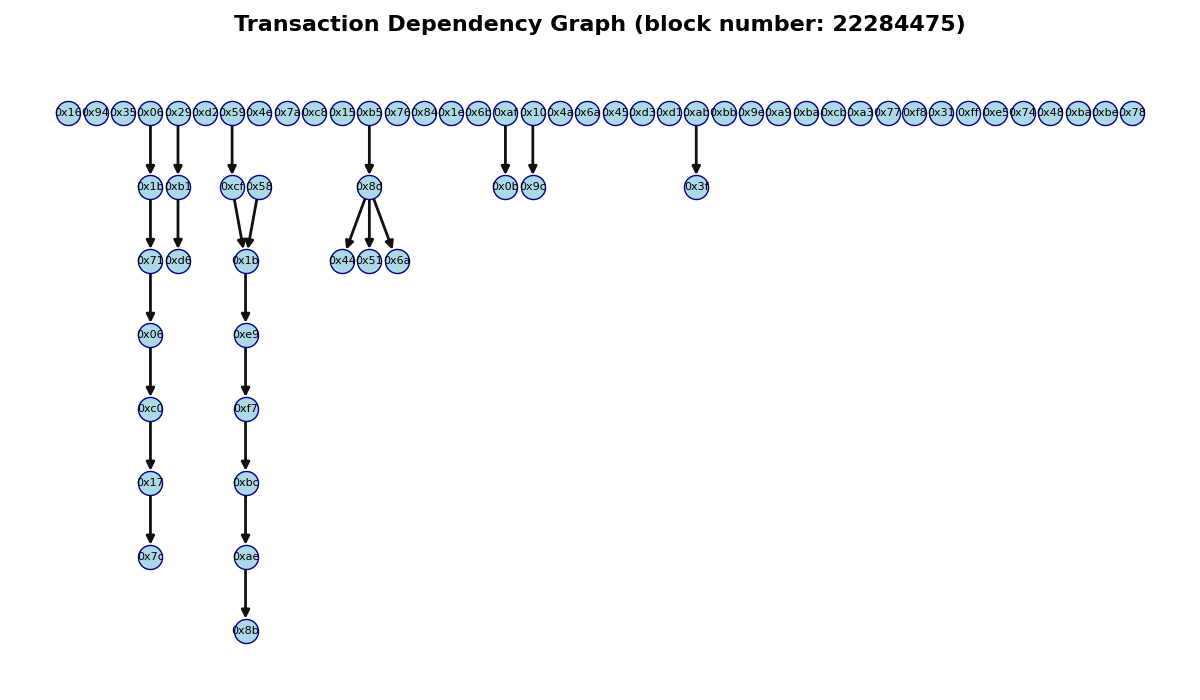 Transaction Dependency Graph (block number: 22284475)
0x16 0x94 0x35 0x06 0x29 0xd2 0x59 0x4e 0x7a 0xc8 0x15 0xb5 0x76 0x84 0x1e 0x6b 0xaf 0x10 0x4a 0x6a 0x45 0xd3 0xd1 0xab 0xbb 0x9e 0xa9 0xba 0xcb 0xa3 0x77 0xf8 0x31 0xff 0xe5 0x74 0x48 0xba 0xbe 0x78
0x1b 0xb1 0xcf 0x58 0x8d 0x0b 0x9c 0x3f
0x71 0xd6 0x1b 0x44 0x51 0x6a
0x06 0xe9
0xc0 0xf7
0x17 0xbc
0x7c 0xae
0x8b